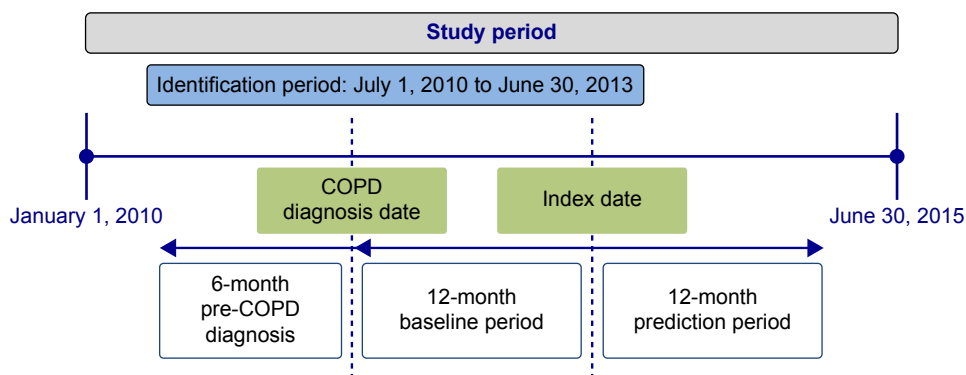 Study period
Identification period: July 1, 2010 to June 30, 2013
COPD
diagnosis date
Index date
January 1, 2010
June 30, 2015
6-month
pre-COPD
diagnosis
12-month
baseline period
12-month
prediction period